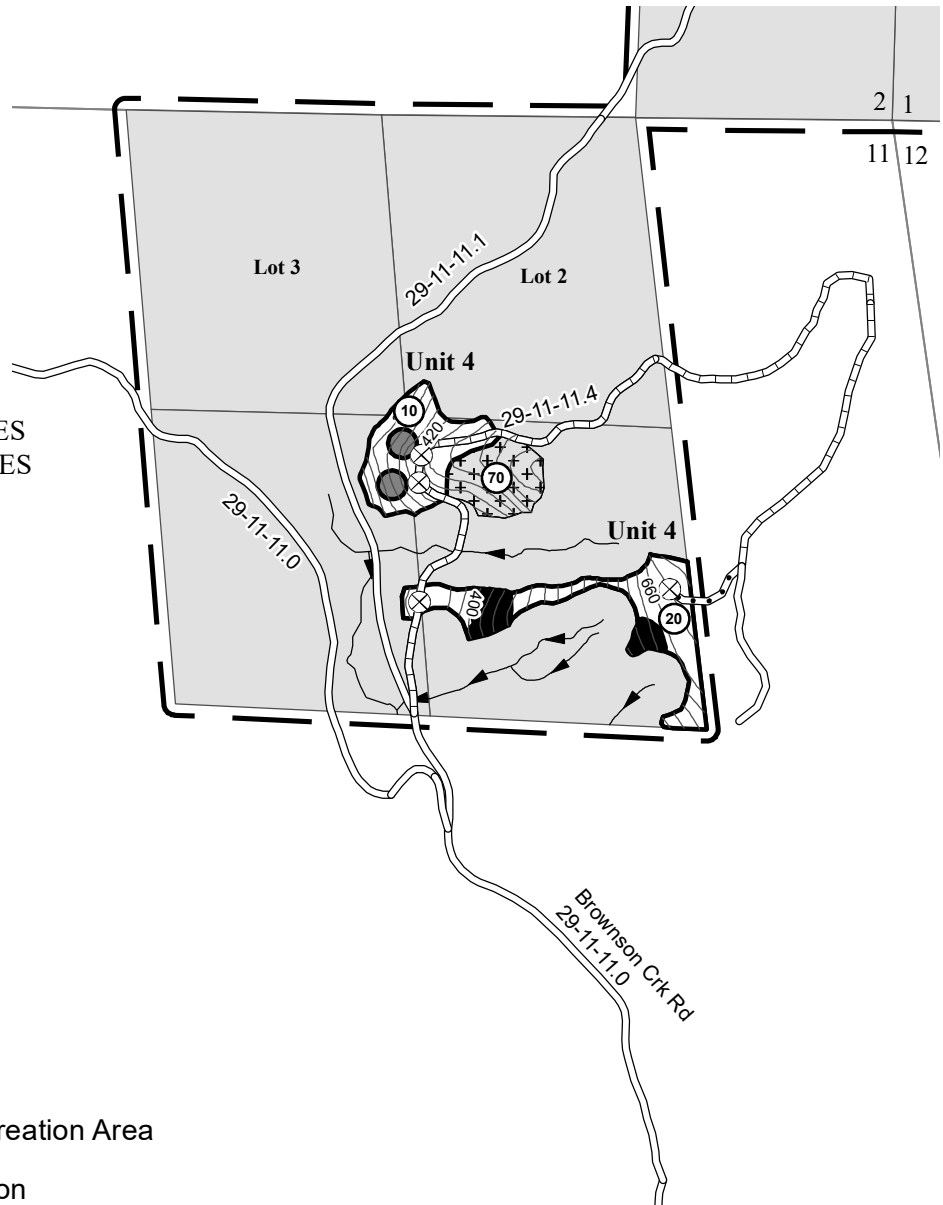 2 1
11 12
Lot 3
Lot 2
29-11-11.1
Unit 4
10
420
29-11-11.4
ES
ES
70
29-11-11.0
Unit 4
400
660
20
Brownson Crk Rd
29-11-11.0
reation Area
on